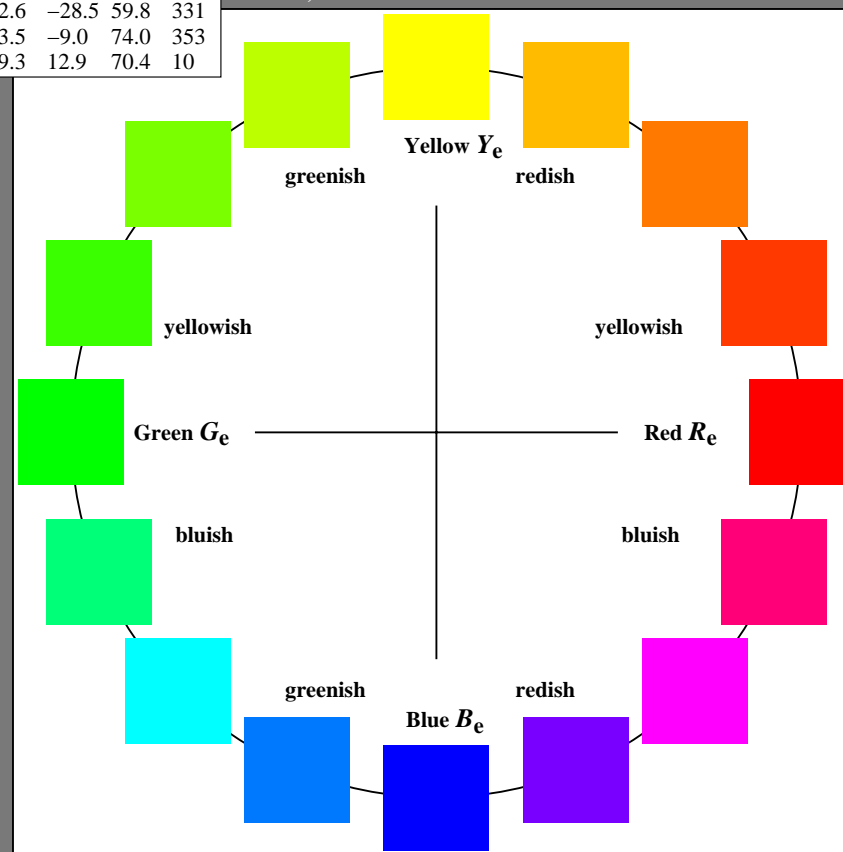 2.6 −28.5 59.8 331
3.5 −9.0 74.0 353
9.3 12.9 70.4 10
Yellow Ye
greenish redish
yellowish yellowish
Green Ge Red Re
bluish bluish
greenish redish
Blue Be